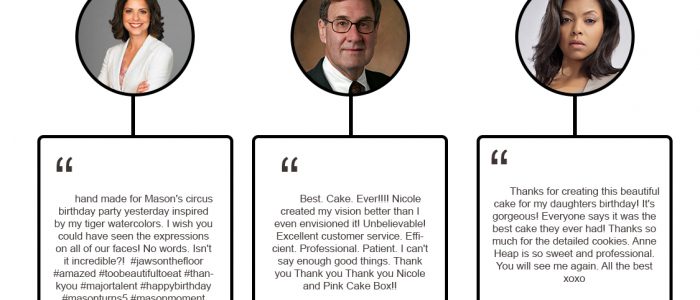 “
hand made for Mason's circus
birthday party yesterday inspired
by my tiger watercolors. I wish you
could have seen the expressions
on all of our faces! No words. Isn't
it incredible?! #jawsonthefloor
#amazed #toobeautifultoeat #than-
kyou #majortalent #happybirthday
#masonturns5 #masonmoment
“
Best. Cake. Ever!!!! Nicole
created my vision better than I
even envisioned it! Unbelievable!
Excellent customer service. Effi-
cient. Professional. Patient. I can't
say enough good things. Thank
you Thank you Thank you Nicole
and Pink Cake Box!!
“
Thanks for creating this beautiful
cake for my daughters birthday! It's
gorgeous! Everyone says it was the
best cake they ever had! Thanks so
much for the detailed cookies. Anne
Heap is so sweet and professional.
You will see me again. All the best
xoxo